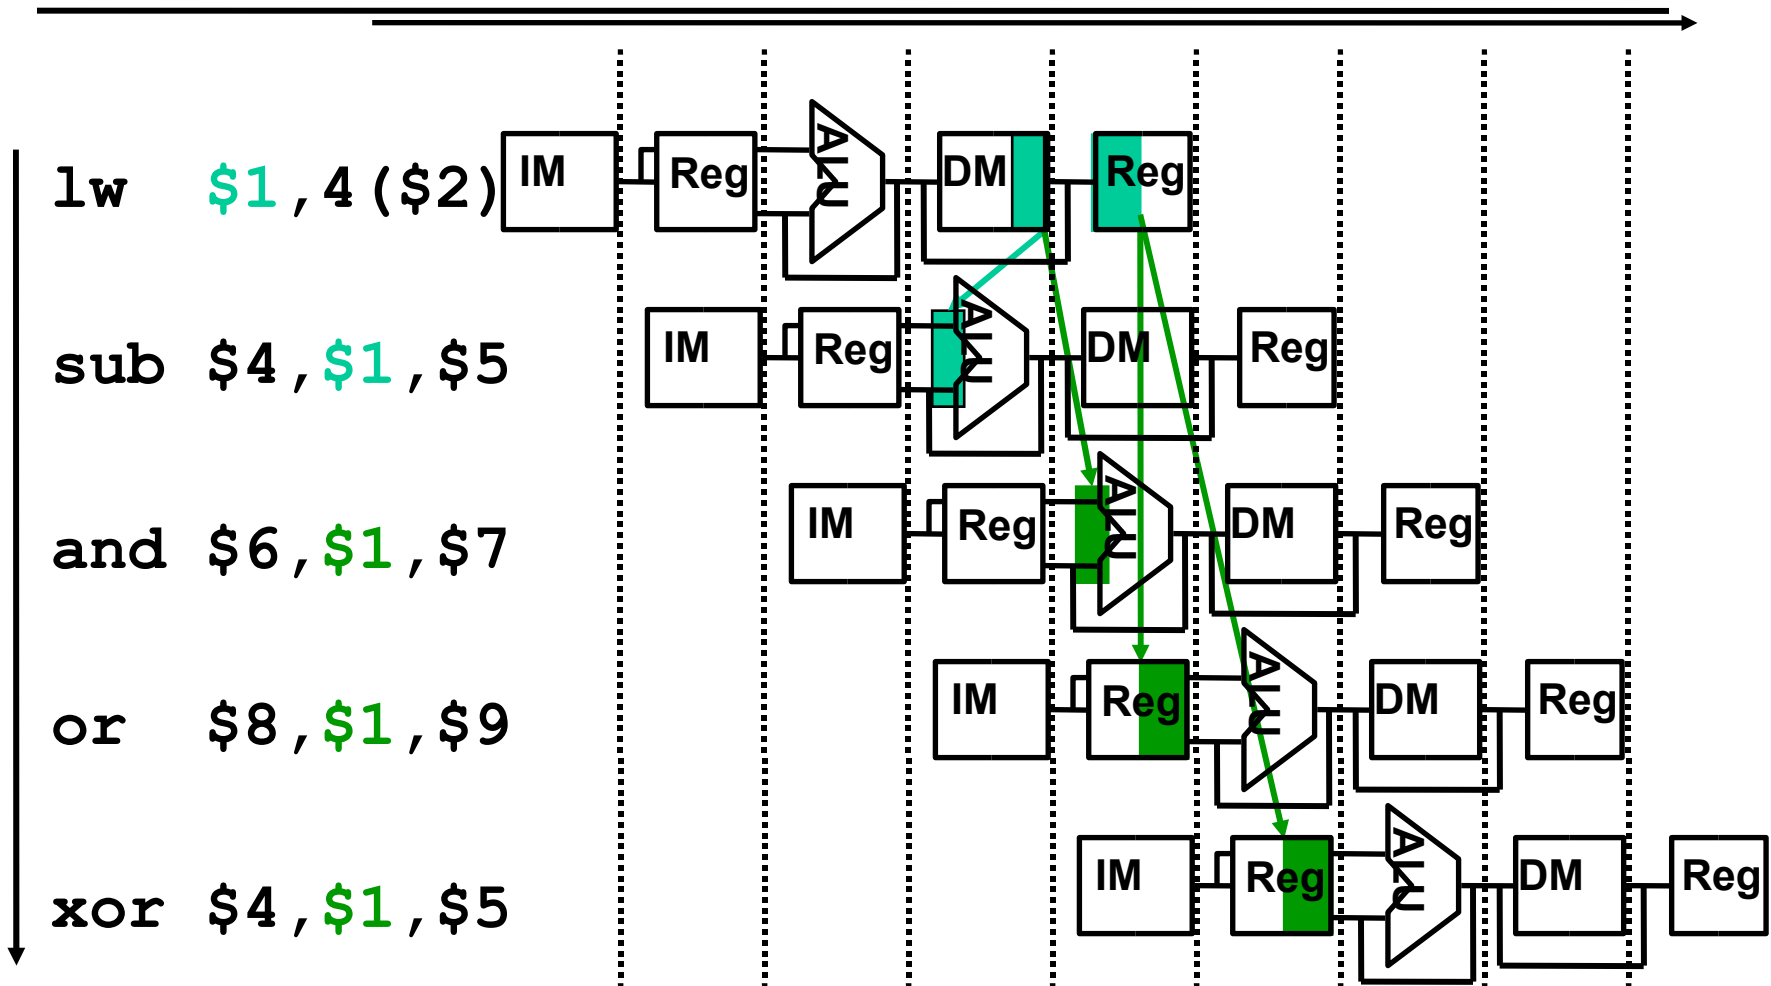 lw $1,4($2) IM Reg ALU DM Reg
sub $4,$1,$5 IM Reg ALU DM Reg
and $6,$1,$7 IM Reg ALU DM Reg
or $8,$1,$9 IM Reg ALU DM Reg
xor $4,$1,$5 IM Reg ALU DM Reg